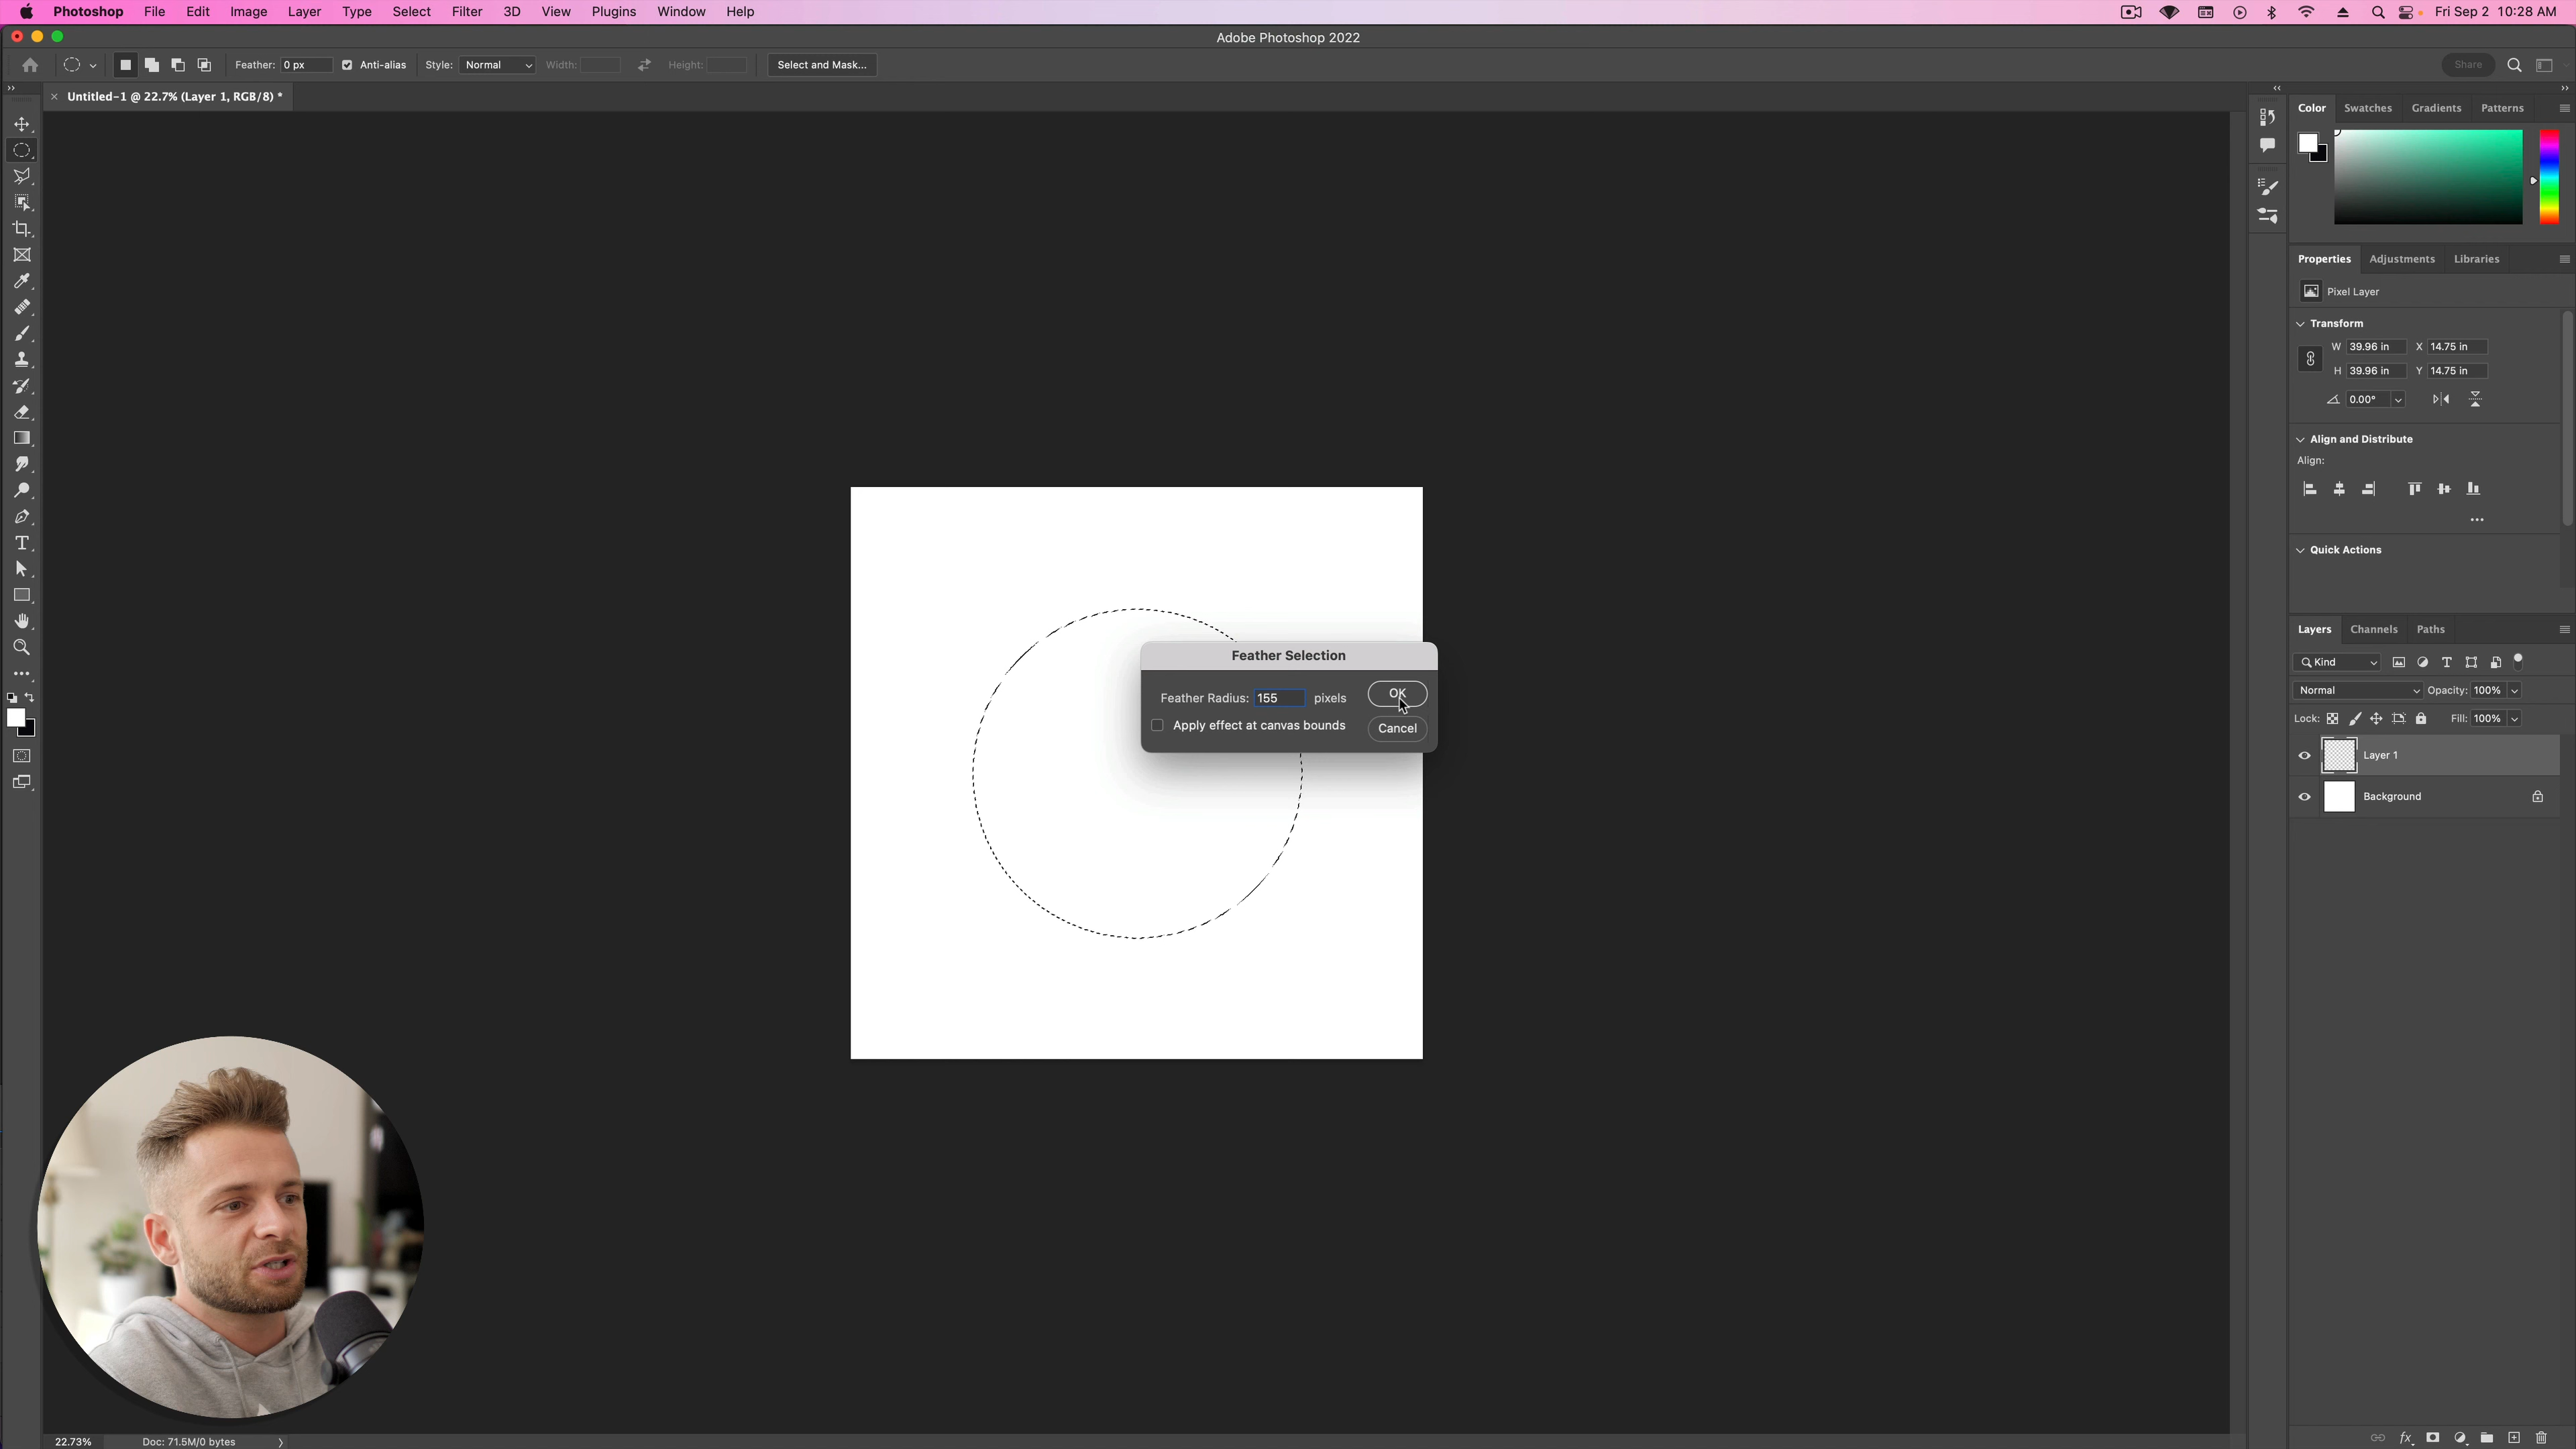 Photoshop File Edit Image Layer Type Select Filter 3D View Plugins Window Help Fri Sep 2 10:28 AM
Adobe Photoshop 2022
Feather: 0 px Anti-alias Style: Normal Width: Height: Select and Mask... Share
Untitled-1 @ 22.7% (Layer 1, RGB/8) *
Color Swatches Gradients Patterns
Properties Adjustments Libraries
Pixel Layer
Transform
W 39.96 in X 14.75 in
H 39.96 in Y 14.75 in
0.00°
Align and Distribute
Align:
Quick Actions
Feather Selection
Feather Radius: 155 pixels OK
Apply effect at canvas bounds Cancel
Layers Channels Paths
Kind
Normal Opacity: 100%
Lock: Fill: 100%
Layer 1
Background
22.73% Doc: 71.5M/0 bytes